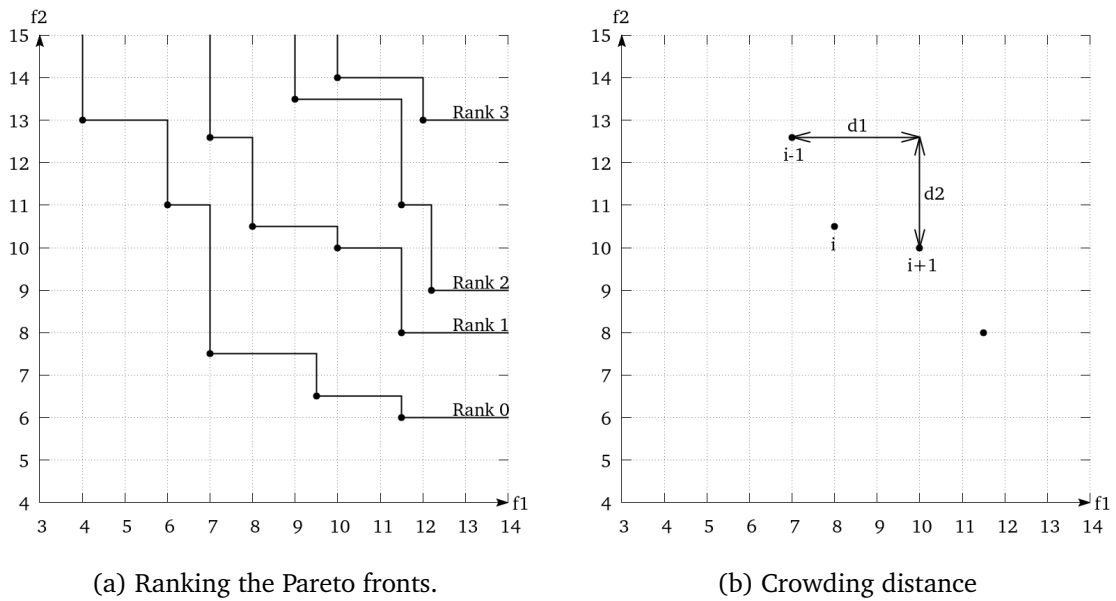 f2
15
14
13
12
11
10
9
8
7
6
5
4
Rank 3
Rank 2
Rank 1
Rank 0
f1
3 4 5 6 7 8 9 10 11 12 13 14
(a) Ranking the Pareto fronts.
f2
15
14
13
12
11
10
9
8
7
6
5
4
d1
i-1
d2
i
i+1
f1
3 4 5 6 7 8 9 10 11 12 13 14
(b) Crowding distance